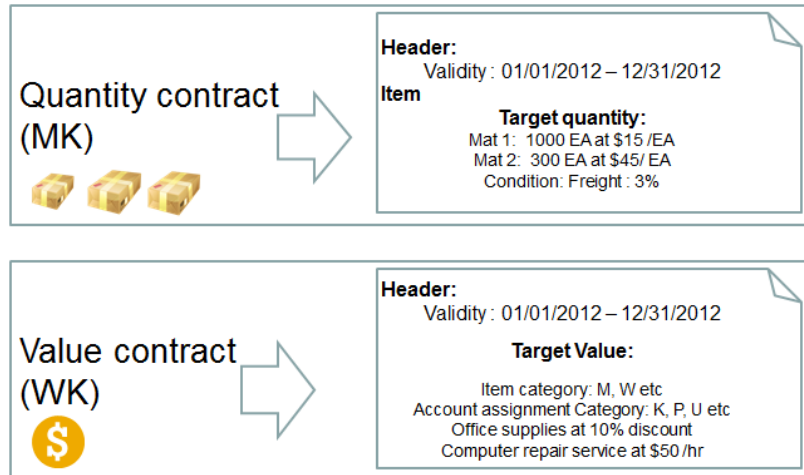 Quantity contract
(MK)
Header:
Validity : 01/01/2012 – 12/31/2012
Item
Target quantity:
Mat 1: 1000 EA at $15 /EA
Mat 2: 300 EA at $45/ EA
Condition: Freight : 3%
Value contract
(WK)
$
Header:
Validity : 01/01/2012 – 12/31/2012
Target Value:
Item category: M, W etc
Account assignment Category: K, P, U etc
Office supplies at 10% discount
Computer repair service at $50 /hr